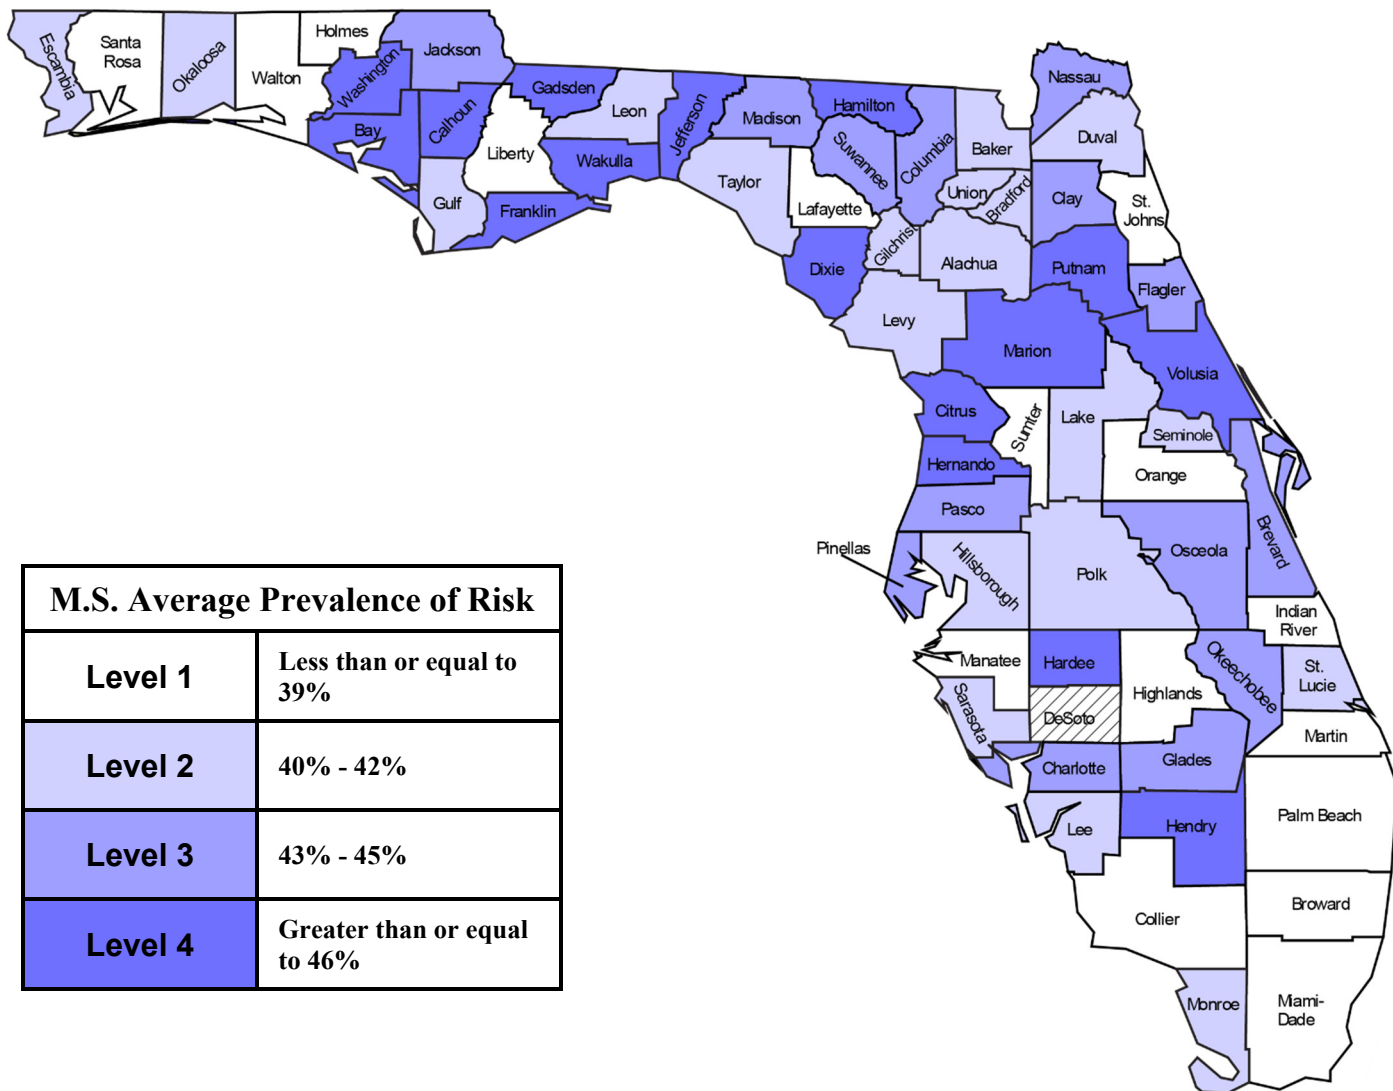 Escambia
Santa
Rosa
Okaloosa
Walton
Holmes
Washington
Jackson
Bay
Calhoun
Gulf
Liberty
Gadsden
Franklin
Leon
Wakulla
Jefferson
Madison
Taylor
Hamilton
Suwannee
Lafayette
Columbia
Dixie
Gilchrist
Baker
Union
Bradford
Alachua
Levy
Nassau
Duval
Clay
St.
Johns
Putnam
Flagler
Marion
Volusia
Citrus
Sumter
Lake
Seminole
Hernando
Orange
Pasco
Brevard
Pinellas
Hillsborough
Polk
Osceola
Indian
River
Manatee
Hardee
Highlands
Okeechobee
St.
Lucie
Sarasota
DeSoto
Martin
Charlotte
Glades
Lee
Hendry
Palm Beach
Collier
Broward
Monroe
Miami-
Dade
M.S. Average Prevalence of Risk
Level 1
Less than or equal to
39%
Level 2
40% - 42%
Level 3
43% - 45%
Level 4
Greater than or equal
to 46%